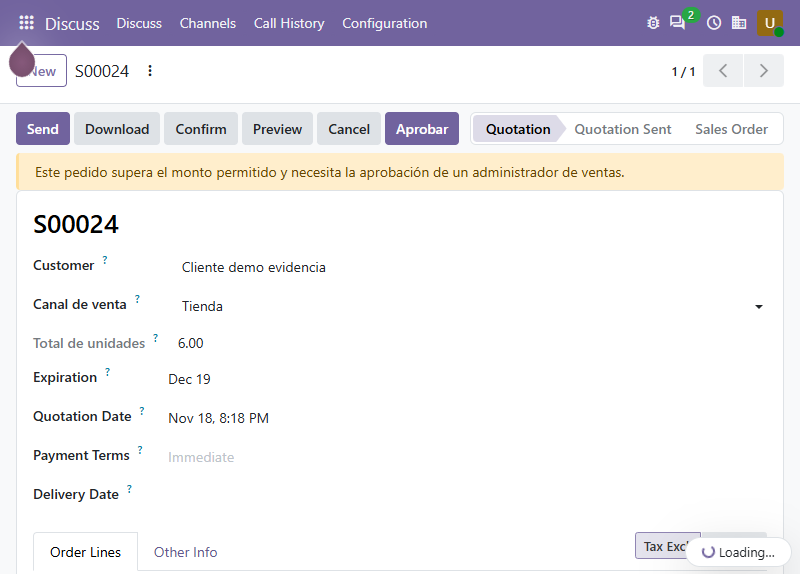 Discuss Discuss Channels Call History Configuration 2 U
New S00024 1 / 1
Send Download Confirm Preview Cancel Aprobar Quotation Quotation Sent Sales Order
Este pedido supera el monto permitido y necesita la aprobación de un administrador de ventas.
S00024
Customer ? Cliente demo evidencia
Canal de venta ? Tienda
Total de unidades ? 6.00
Expiration ? Dec 19
Quotation Date ? Nov 18, 8:18 PM
Payment Terms ? Immediate
Delivery Date ?
Order Lines Other Info Tax Loading...